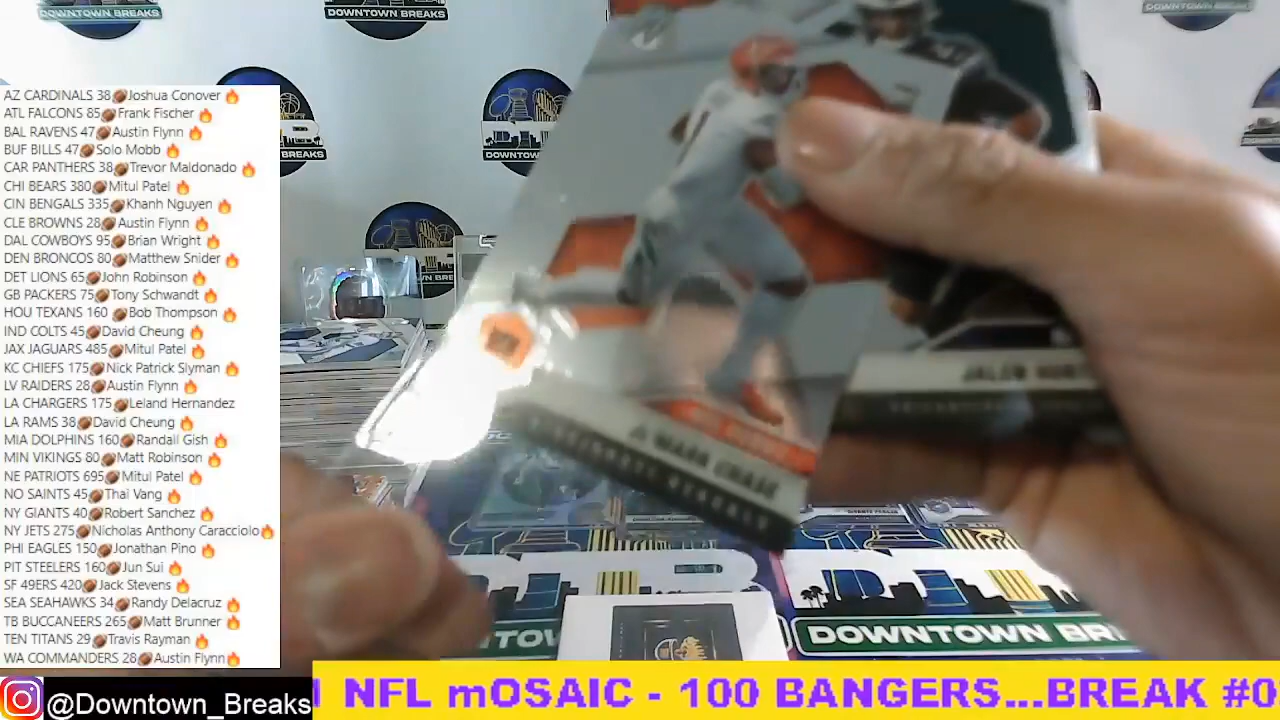 DOWNTOWN BREAKS
DOWNTOWN BREAKS
DOWNTOWN BREAKS
AZ CARDINALS 38🏈Joshua Conover 🔥
ATL FALCONS 85🏈Frank Fischer 🔥
BAL RAVENS 47🏈Austin Flynn 🔥
BUF BILLS 47🏈Solo Mobb 🔥
CAR PANTHERS 38🏈Trevor Maldonado 🔥
CHI BEARS 380🏈Mitul Patel 🔥
CIN BENGALS 335🏈Khanh Nguyen 🔥
CLE BROWNS 28🏈Austin Flynn 🔥
DAL COWBOYS 95🏈Brian Wright 🔥
DEN BRONCOS 80🏈Matthew Snider 🔥
DET LIONS 65🏈John Robinson 🔥
GB PACKERS 75🏈Tony Schwandt 🔥
HOU TEXANS 160 🏈Bob Thompson 🔥
IND COLTS 45🏈David Cheung 🔥
JAX JAGUARS 485🏈Mitul Patel 🔥
KC CHIEFS 175🏈Nick Patrick Slyman 🔥
LV RAIDERS 28🏈Austin Flynn 🔥
LA CHARGERS 175🏈Leland Hernandez
LA RAMS 38🏈David Cheung 🔥
MIA DOLPHINS 160🏈Randall Gish 🔥
MIN VIKINGS 80🏈Matt Robinson 🔥
NE PATRIOTS 695🏈Mitul Patel 🔥
NO SAINTS 45🏈Thai Vang 🔥
NY GIANTS 40🏈Robert Sanchez 🔥
NY JETS 275🏈Nicholas Anthony Caracciolo🔥
PHI EAGLES 150🏈Jonathan Pino 🔥
PIT STEELERS 160🏈Jun Sui 🔥
SF 49ERS 420🏈Jack Stevens 🔥
SEA SEAHAWKS 34🏈Randy Delacruz 🔥
TB BUCCANEERS 265🏈Matt Brunner 🔥
TEN TITANS 29🏈Travis Rayman 🔥
WA COMMANDERS 28🏈Austin Flynn🔥
BREAKS
JALEN HURT
JA'MARR CHASE
CINCINNATI BENGALS
DOWNTOWN BR
@Downtown_Breaks
NFL mOSAIC - 100 BANGERS...BREAK #0